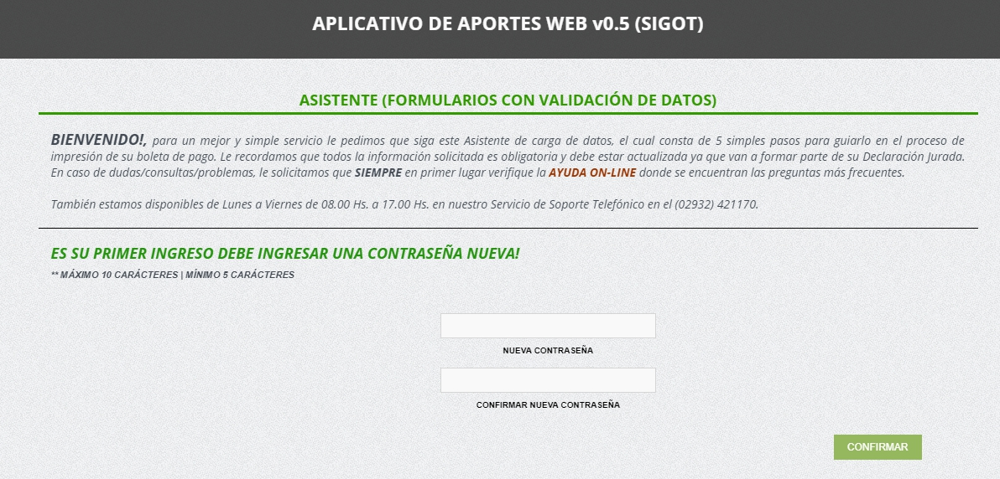 APLICATIVO DE APORTES WEB v0.5 (SIGOT)
ASISTENTE (FORMULARIOS CON VALIDACIÓN DE DATOS)
BIENVENIDO!, para un mejor y simple servicio le pedimos que siga este Asistente de carga de datos, el cual consta de 5 simples pasos para guiarlo en el proceso de
impresión de su boleta de pago. Le recordamos que todos la información solicitada es obligatoria y debe estar actualizada ya que van a formar parte de su Declaración Jurada.
En caso de dudas/consultas/problemas, le solicitamos que SIEMPRE en primer lugar verifique la AYUDA ON-LINE donde se encuentran las preguntas más frecuentes.
También estamos disponibles de Lunes a Viernes de 08.00 Hs. a 17.00 Hs. en nuestro Servicio de Soporte Telefónico en el (02932) 421170.
ES SU PRIMER INGRESO DEBE INGRESAR UNA CONTRASEÑA NUEVA!
** MÁXIMO 10 CARÁCTERES | MÍNIMO 5 CARÁCTERES
NUEVA CONTRASEÑA
CONFIRMAR NUEVA CONTRASEÑA
CONFIRMAR